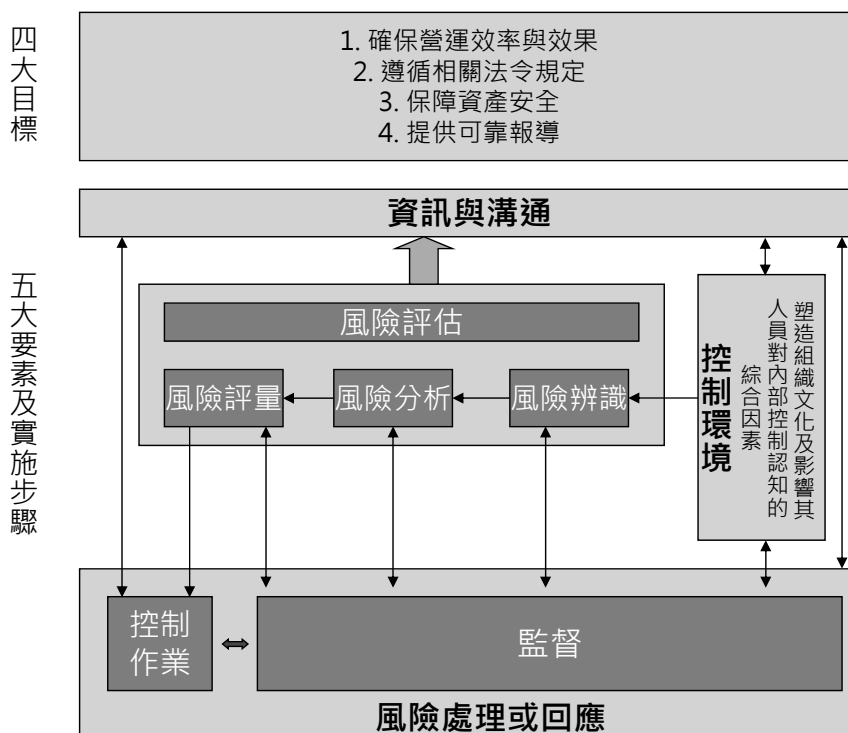 四大目標
1. 確保營運效率與效果
2. 遵循相關法令規定
3. 保障資產安全
4. 提供可靠報導
五大要素及實施步驟
資訊與溝通
風險評估
風險評量
風險分析
風險辨識
控制環境
塑造組織文化及影響其
人員對內部控制認知的
綜合因素
控制
作業
監督
風險處理或回應